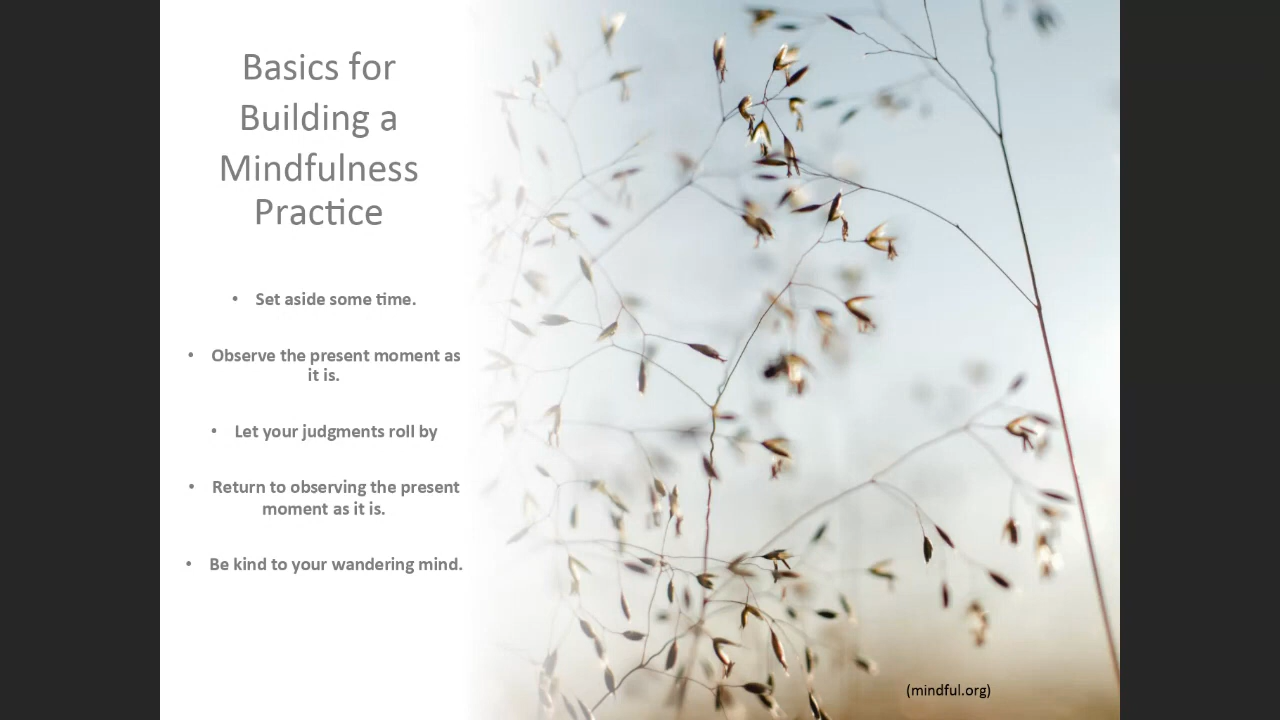 Basics for
Building a
Mindfulness
Practice
• Set aside some time.
• Observe the present moment as
it is.
• Let your judgments roll by
• Return to observing the present
moment as it is.
• Be kind to your wandering mind.
(mindful.org)